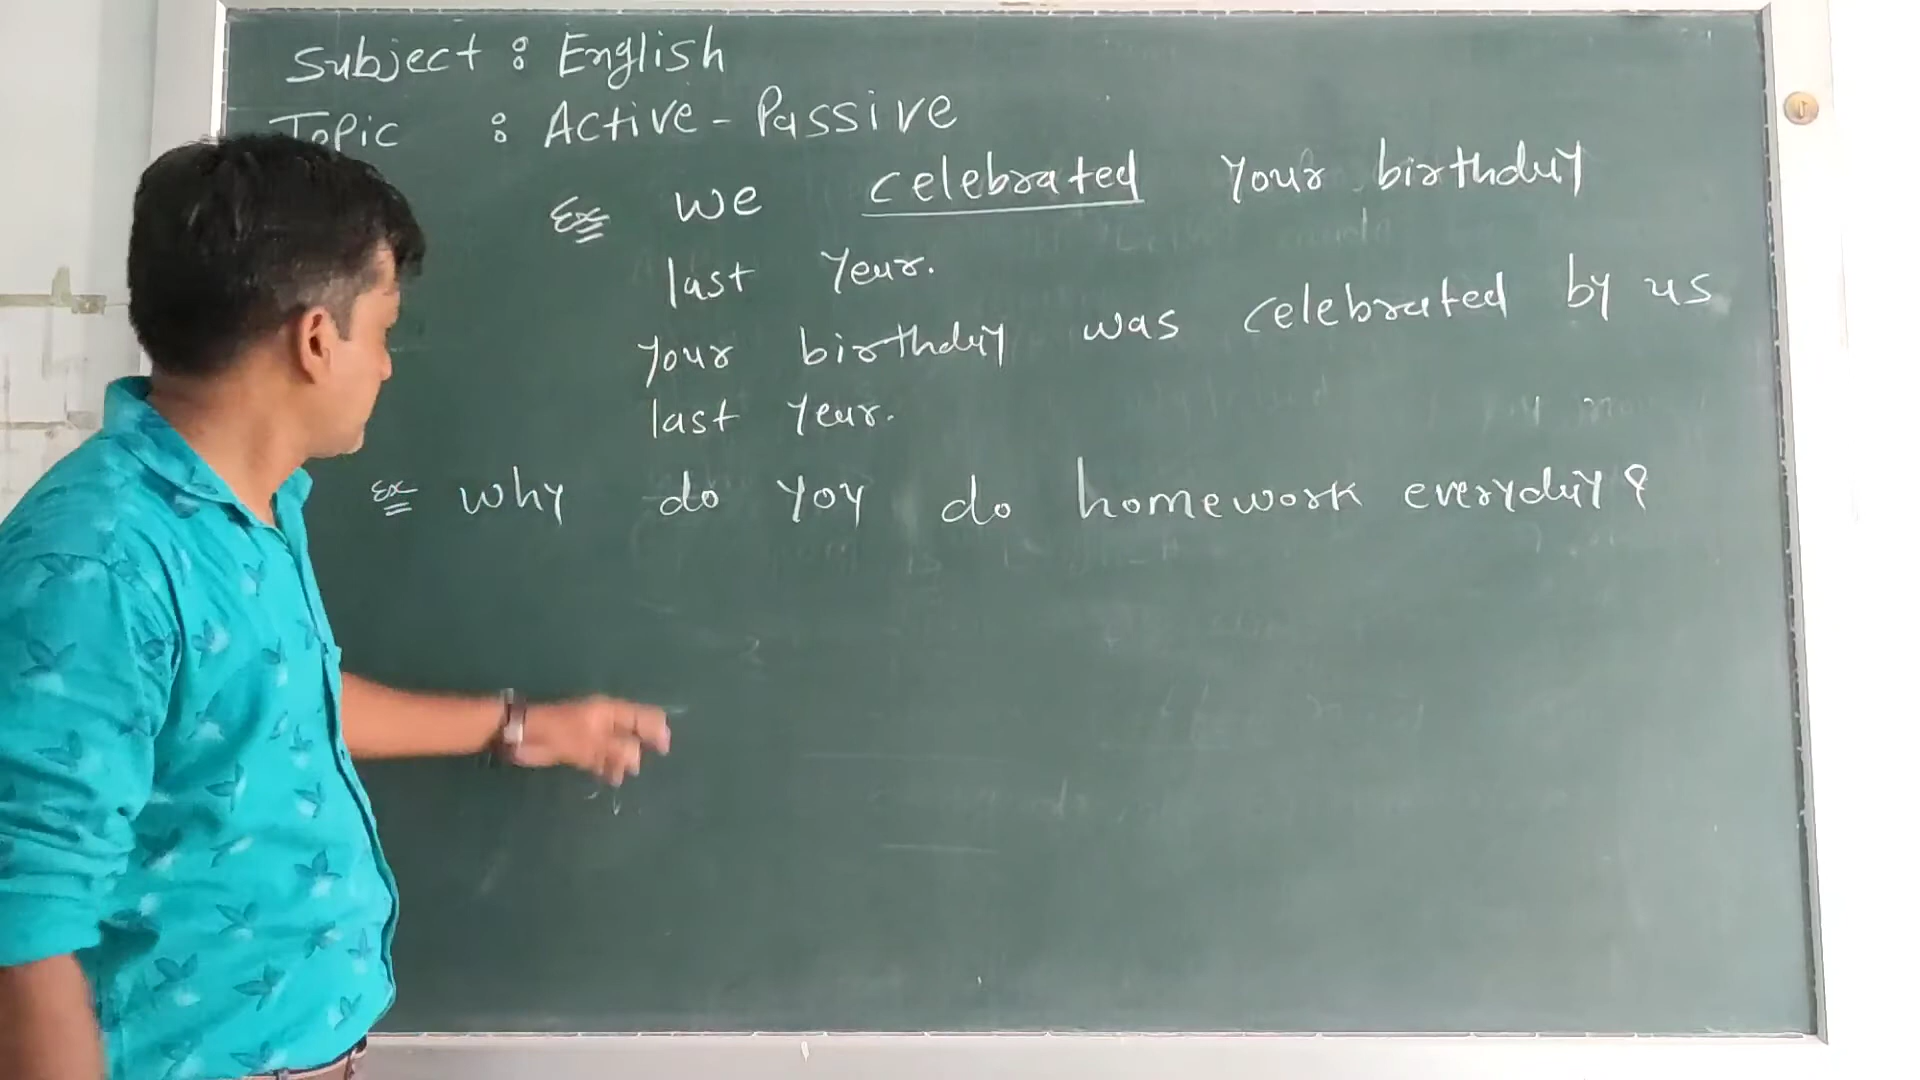 Subject : English
Topic : Active - Passive
Ex we celebrated your birthday
last year.
your birthday was celebrated by us
last year.
Ex why do yoy do homework everyday?